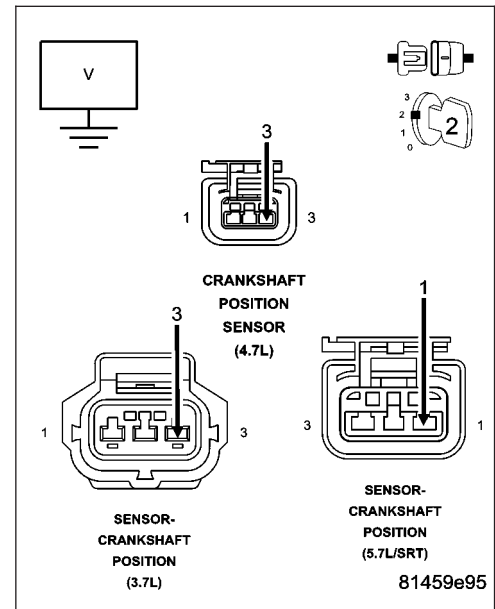 V
3
2
1
0
2
3
1
3
CRANKSHAFT
POSITION
SENSOR
(4.7L)
3
1
3
SENSOR-
CRANKSHAFT
POSITION
(3.7L)
1
3
1
SENSOR-
CRANKSHAFT
POSITION
(5.7L/SRT)
81459e95